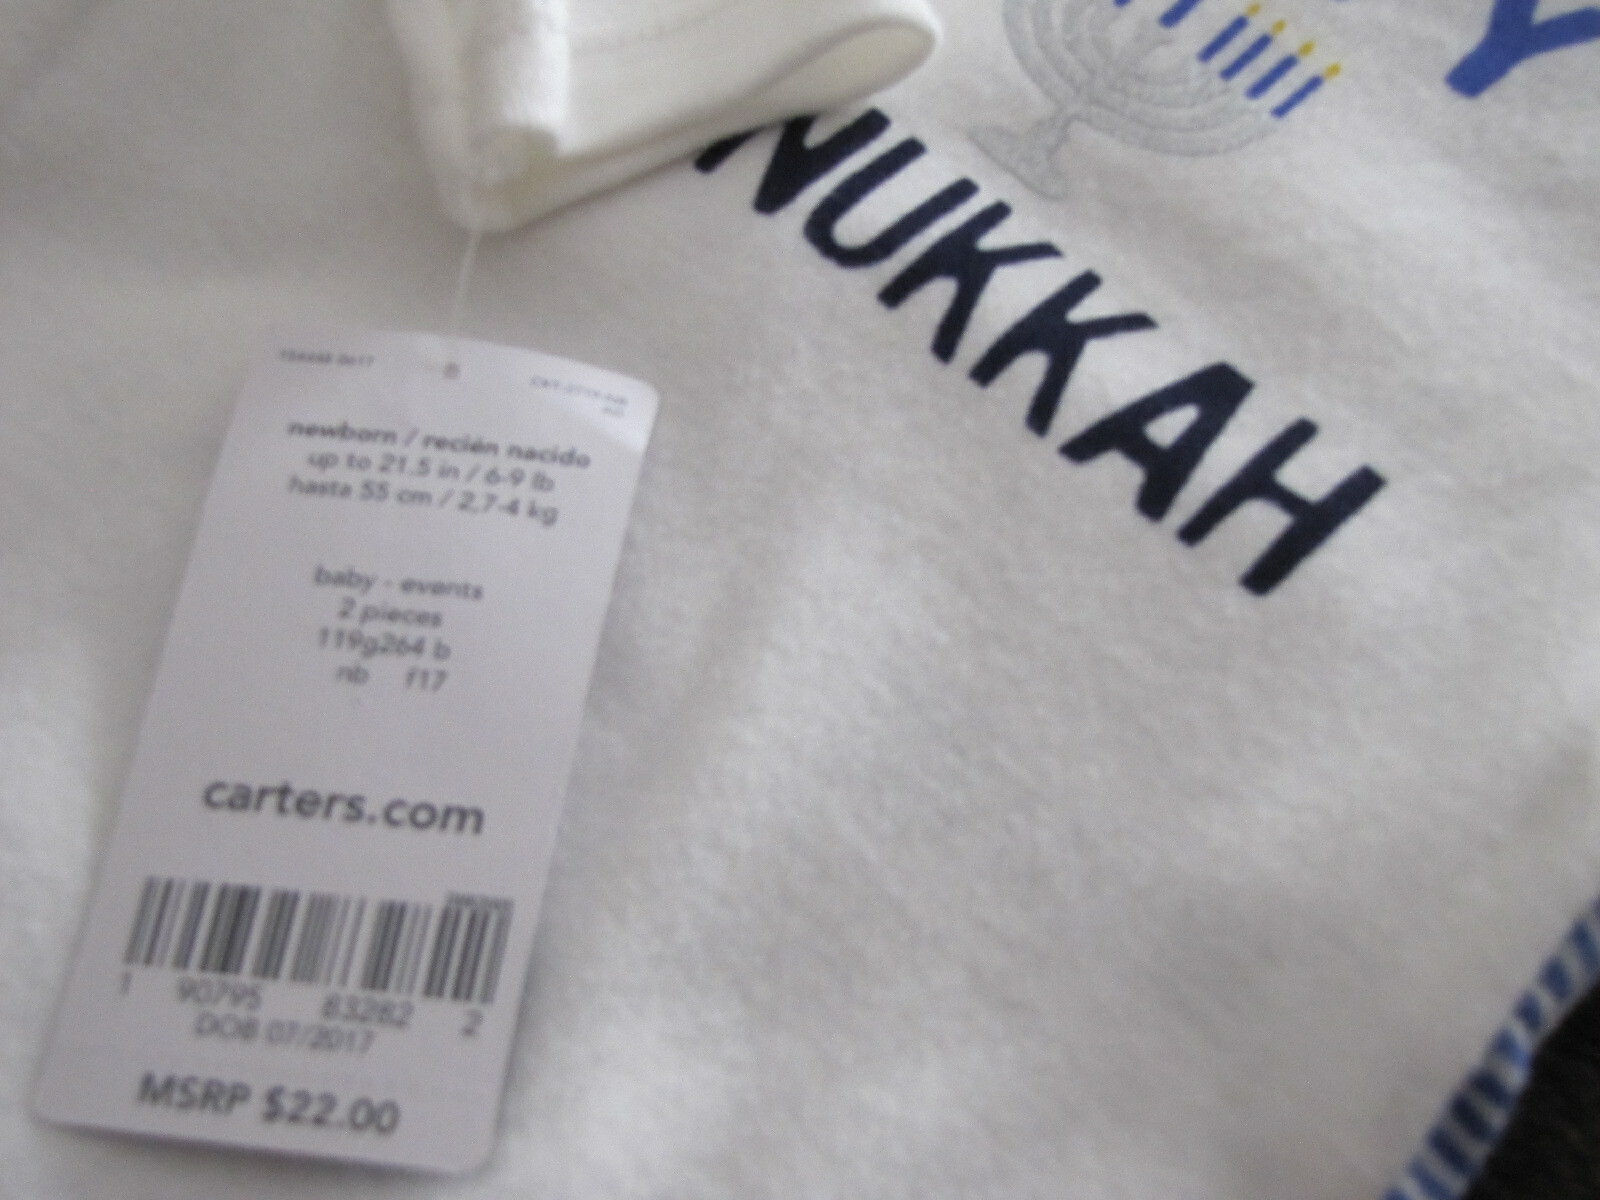 Y
NUKKAH
newborn / recién nacido
up to 21.5 in / 6-9 lb
hasta 55 cm / 2,7-4 kg
baby - events
2 pieces
119g264 b
nb f17
carters.com
1 90795 83282 2
DOB 07/2017
MSRP $22.00